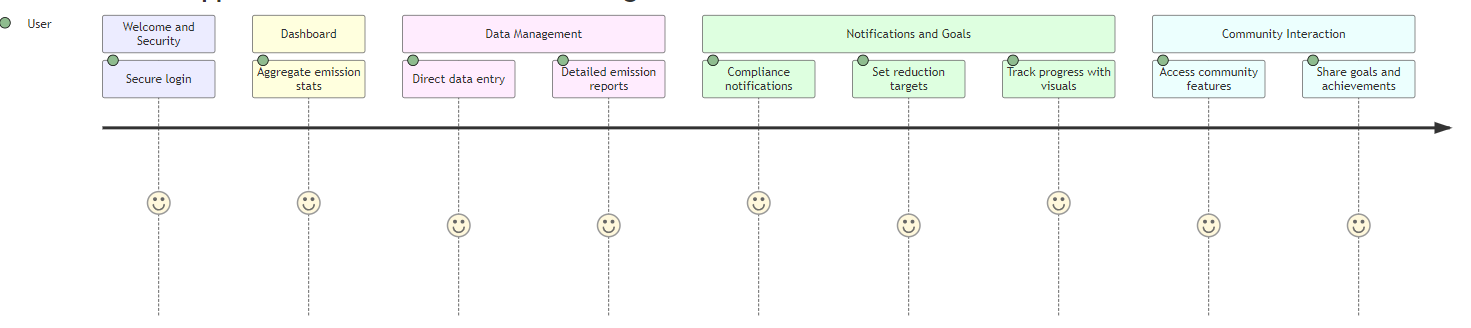 User
Welcome and
Security
Dashboard
Data Management
Notifications and Goals
Community Interaction
Secure login
Aggregate emission
stats
Direct data entry
Detailed emission
reports
Compliance
notifications
Set reduction
targets
Track progress with
visuals
Access community
features
Share goals and
achievements